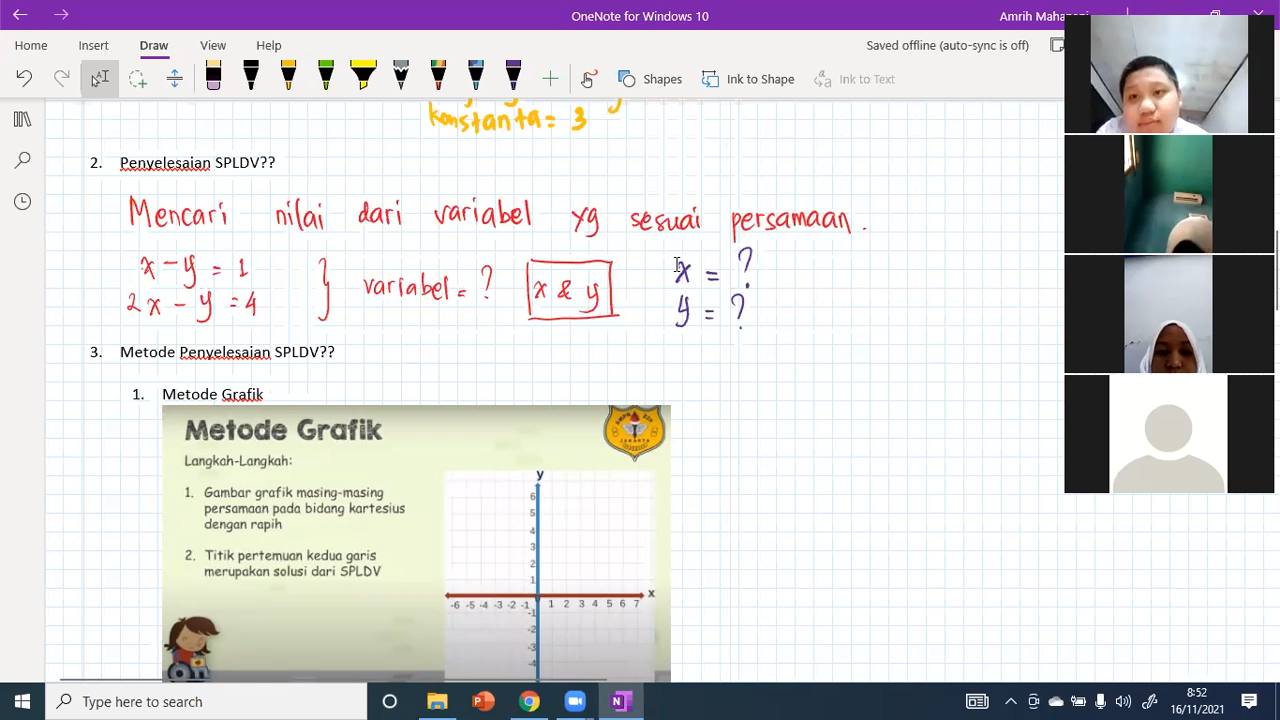 OneNote for Windows 10
Home Insert Draw View Help
Saved offline (auto-sync is off)
Shapes Ink to Shape Ink to Text
konstanta = 3
2. Penyelesaian SPLDV??
Mencari nilai dari variabel yg sesuai persamaan.
x - y = 1
2x - y = 4
variabel = ? x & y
x = ?
y = ?
3. Metode Penyelesaian SPLDV??
1. Metode Grafik
Metode Grafik
Langkah-Langkah:
1. Gambar grafik masing-masing
persamaan pada bidang kartesius
dengan rapih
2. Titik pertemuan kedua garis
merupakan solusi dari SPLDV
y
6
5
4
3
2
1
-6 -5 -4 -3 -2 -1 1 2 3 4 5 6 7 x
-1
-2
-3
-4
Type here to search
8:52
16/11/2021